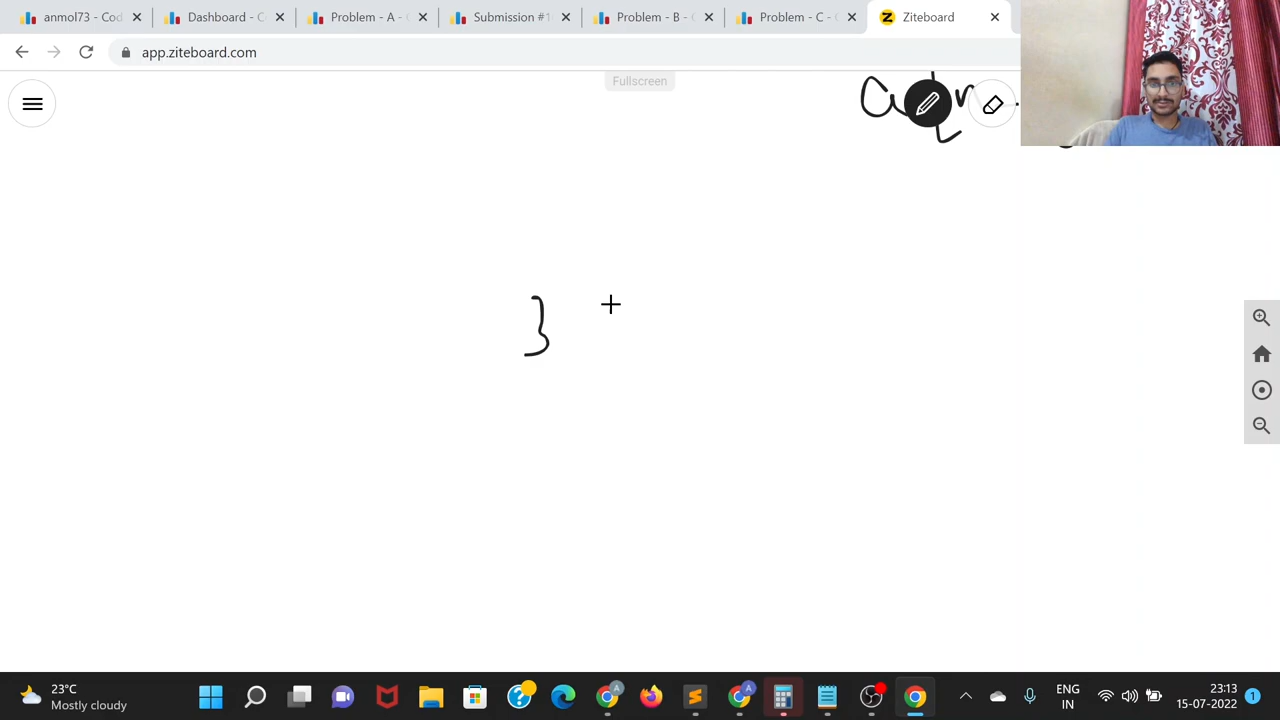 anmol73 - Cod
Dashboard - C
Problem - A - C
Submission #1
Problem - B - C
Problem - C - C
Ziteboard
app.ziteboard.com
Fullscreen
3
23°C
Mostly cloudy
ENG
IN
23:13
15-07-2022
1